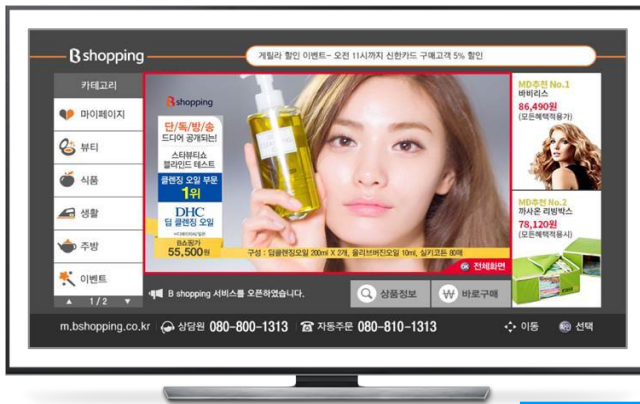 B shopping
게릴라 할인 이벤트- 오전 11시까지 신한카드 구매고객 5% 할인
카테고리
마이페이지
뷰티
식품
생활
주방
이벤트
▲ 1/2 ▼
B shopping
단/독/방/송
드디어 공개되는!
스타뷰티쇼
블라인드 테스트
클렌징 오일 부문
1위
DHC
딥 클렌징 오일
B쇼핑가
55,500원
구성 : 딥클렌징오일 200ml X 2개, 올리브버진오일 10ml, 실키코튼 80매
전체화면
MD추천 No.1
바비리스
86,490원
(모든혜택적용가)
MD추천 No.2
까사온 리빙박스
78,120원
(모든혜택적용시)
B shopping 서비스를 오픈하였습니다.
상품정보
바로구매
m.bshopping.co.kr
상담원 080-800-1313
자동주문 080-810-1313
이동
선택